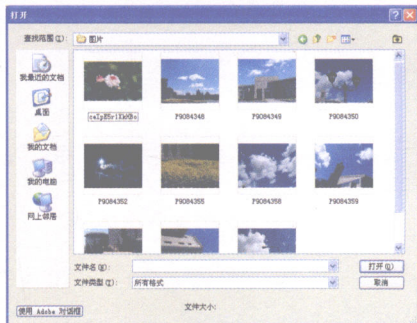 打开
查找范围(I):
图片
我最近的文档
桌面
我的文档
我的电脑
网上邻居
P9084348
P9084349
P9084350
P9084352
P9084355
P9084358
P9084359
文件名(N):
打开(O)
文件类型(T):
所有格式
取消
使用 Adobe 对话框
文件大小: